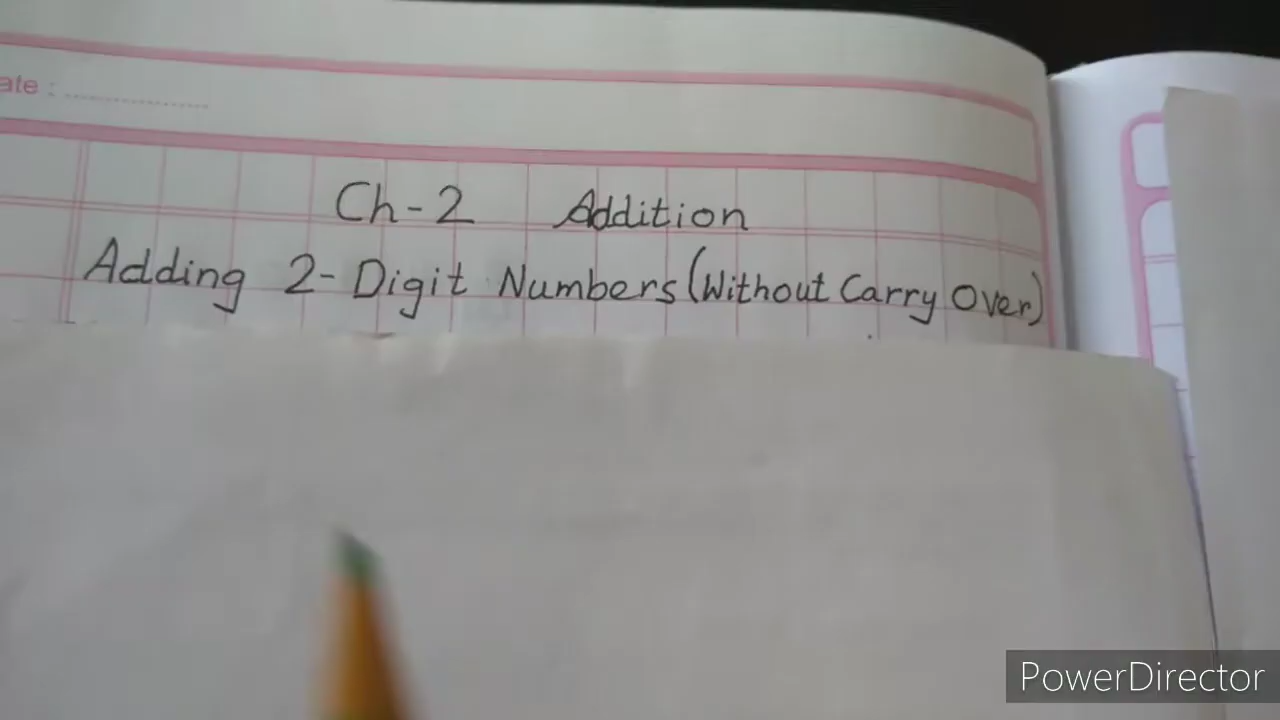 ate : ..................
Ch-2 Addition
Adding 2-Digit Numbers (Without Carry Over)
PowerDirector